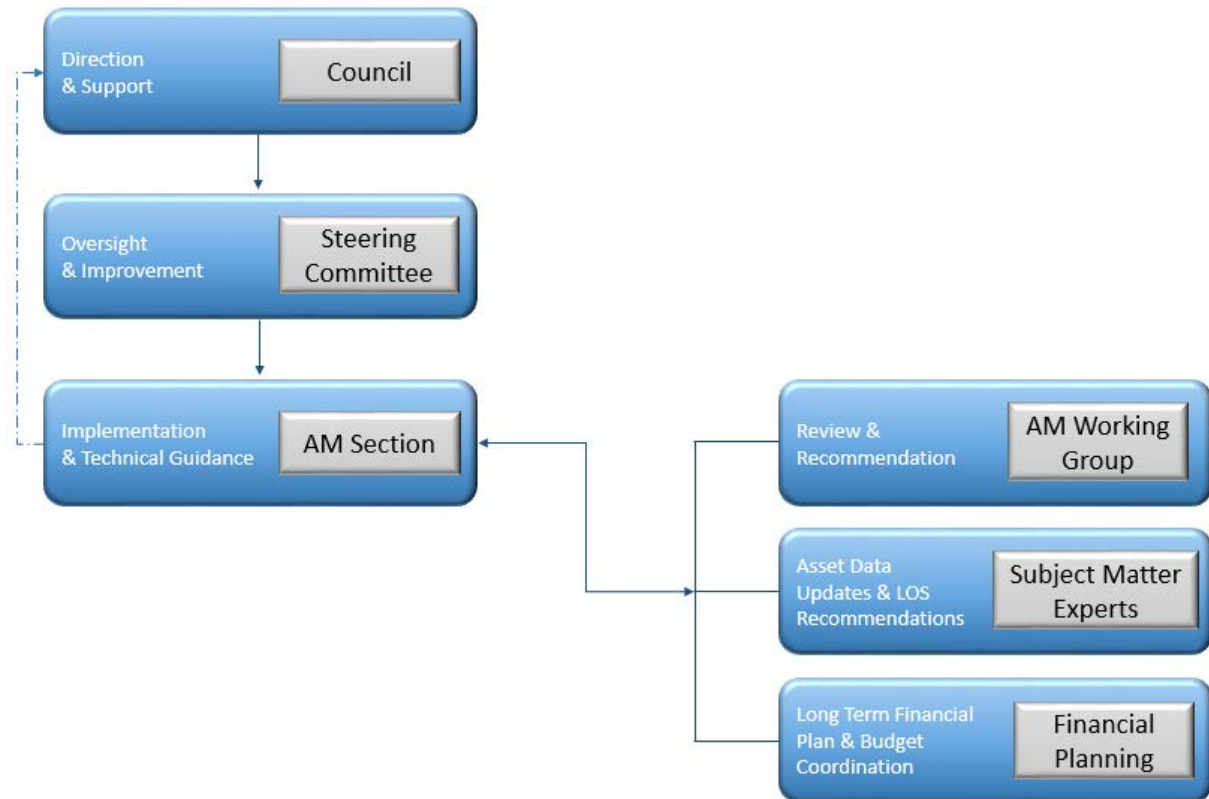 Direction
& Support
Council
Oversight
& Improvement
Steering
Committee
Implementation
& Technical Guidance
AM Section
Review &
Recommendation
AM Working
Group
Asset Data
Updates & LOS
Recommendations
Subject Matter
Experts
Long Term Financial
Plan & Budget
Coordination
Financial
Planning